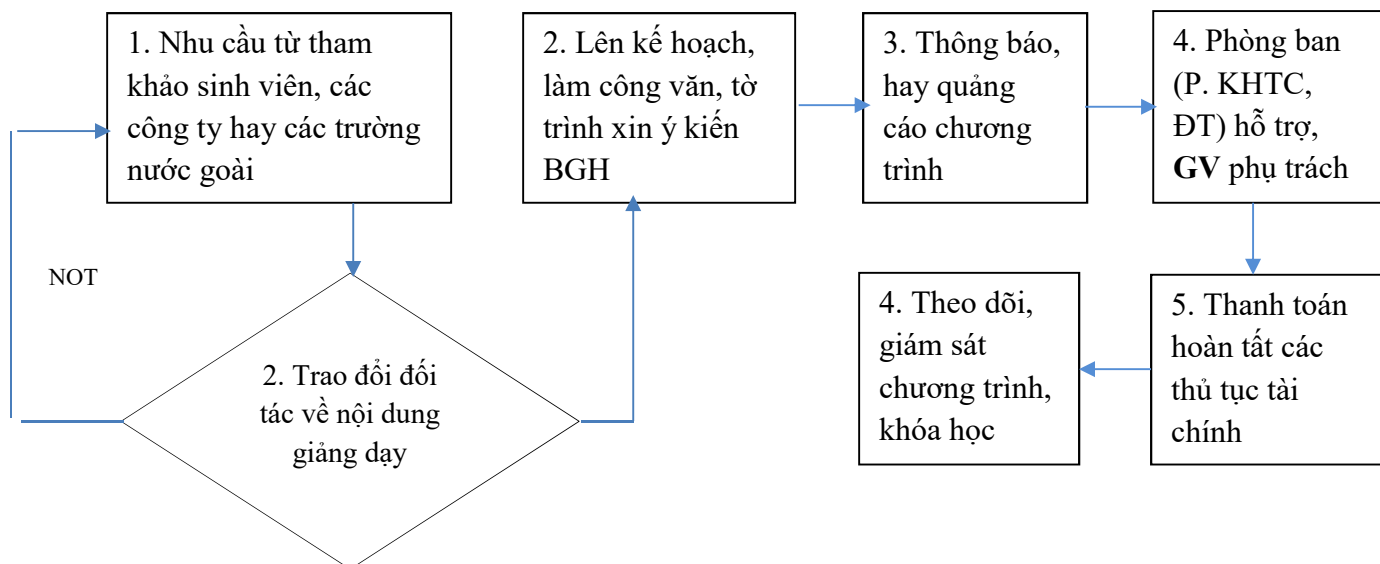 1. Nhu cầu từ tham
khảo sinh viên, các
công ty hay các trường
nước goài
2. Lên kế hoạch,
làm công văn, tờ
trình xin ý kiến
BGH
3. Thông báo,
hay quảng
cáo chương
trình
4. Phòng ban
(P. KHTC,
ĐT) hỗ trợ,
GV phụ trách
NOT
2. Trao đổi đối
tác về nội dung
giảng dạy
4. Theo dõi,
giám sát
chương trình,
khóa học
5. Thanh toán
hoàn tất các
thủ tục tài
chính